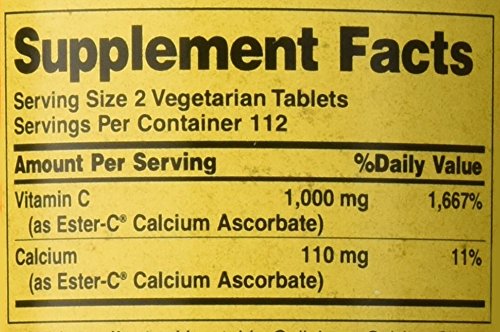 Supplement Facts
Serving Size 2 Vegetarian Tablets
Servings Per Container 112
Amount Per Serving %Daily Value
Vitamin C 1,000 mg 1,667%
(as Ester-C® Calcium Ascorbate)
Calcium 110 mg 11%
(as Ester-C® Calcium Ascorbate)